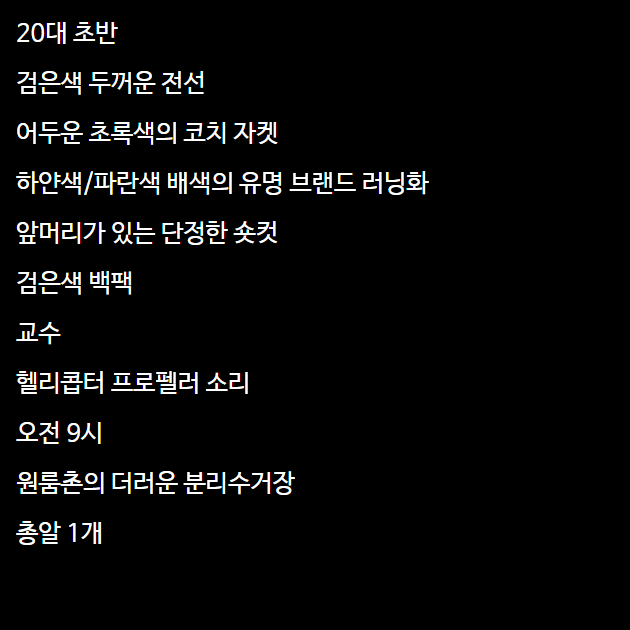 20대 초반
검은색 두꺼운 전선
어두운 초록색의 코치 자켓
하얀색/파란색 배색의 유명 브랜드 러닝화
앞머리가 있는 단정한 숏컷
검은색 백팩
교수
헬리콥터 프로펠러 소리
오전 9시
원룸촌의 더러운 분리수거장
총알 1개